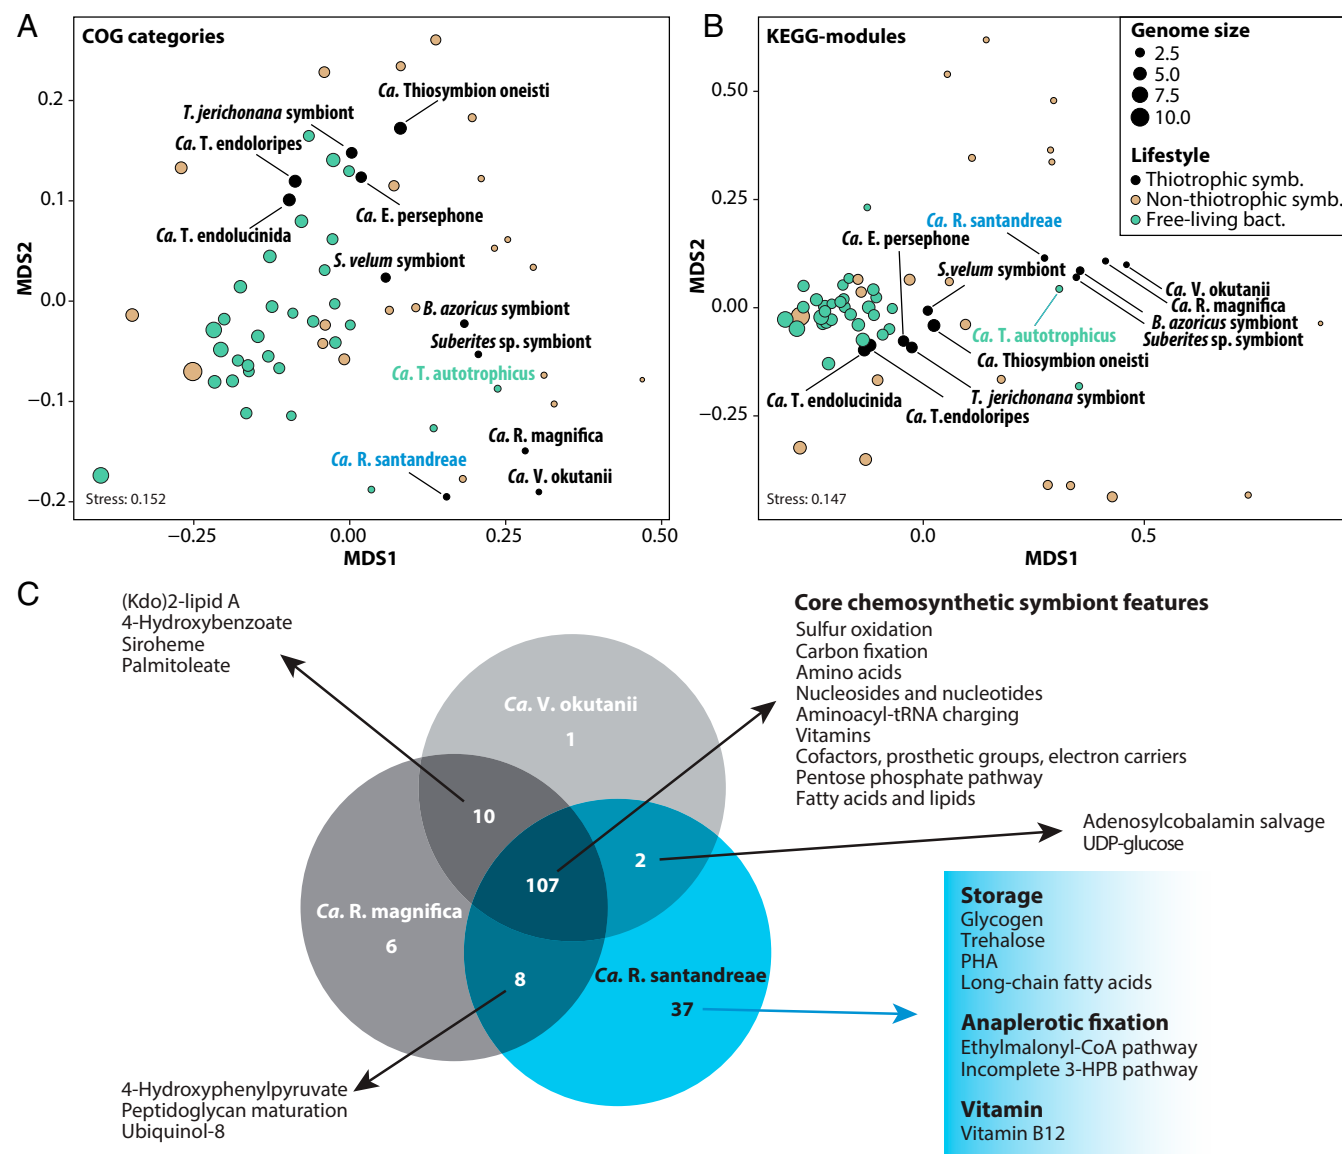 A
COG categories
Ca. Thiosymbion oneisti
T. jerichonana symbiont
Ca. T. endoloripes
Ca. E. persephone
Ca. T. endolucinida
S. velum symbiont
B. azoricus symbiont
Suberites sp. symbiont
Ca. T. autotrophicus
Ca. R. magnifica
Ca. R. santandreae
Ca. V. okutanii
Stress: 0.152
0.2
0.1
0.0
−0.1
−0.2
MDS2
−0.25
0.00
0.25
0.50
MDS1
B
KEGG-modules
Genome size
2.5
5.0
7.5
10.0
Lifestyle
Thiotrophic symb.
Non-thiotrophic symb.
Free-living bact.
Ca. R. santandreae
Ca. E. persephone
S.velum symbiont
Ca. V. okutanii
Ca. R. magnifica
B. azoricus symbiont
Suberites sp. symbiont
Ca. T. autotrophicus
Ca. Thiosymbion oneisti
T. jerichonana symbiont
Ca. T. endolucinida
Ca. T.endoloripes
Stress: 0.147
0.50
0.25
0.00
−0.25
MDS2
0.0
0.5
MDS1
C
(Kdo)2-lipid A
4-Hydroxybenzoate
Siroheme
Palmitoleate
Core chemosynthetic symbiont features
Sulfur oxidation
Carbon fixation
Amino acids
Nucleosides and nucleotides
Aminoacyl-tRNA charging
Vitamins
Cofactors, prosthetic groups, electron carriers
Pentose phosphate pathway
Fatty acids and lipids
Ca. V. okutanii
1
10
2
107
Ca. R. magnifica
6
8
Ca. R. santandreae
37
Adenosylcobalamin salvage
UDP-glucose
Storage
Glycogen
Trehalose
PHA
Long-chain fatty acids
Anaplerotic fixation
Ethylmalonyl-CoA pathway
Incomplete 3-HPB pathway
Vitamin
Vitamin B12
4-Hydroxyphenylpyruvate
Peptidoglycan maturation
Ubiquinol-8